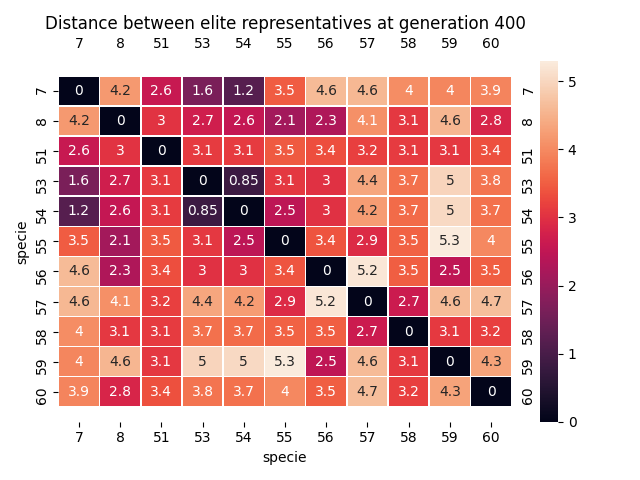 Distance between elite representatives at generation 400
7 8 51 53 54 55 56 57 58 59 60
7 0 4.2 2.6 1.6 1.2 3.5 4.6 4.6 4 4 3.9 7
8 4.2 0 3 2.7 2.6 2.1 2.3 4.1 3.1 4.6 2.8 8
51 2.6 3 0 3.1 3.1 3.5 3.4 3.2 3.1 3.1 3.4 51
53 1.6 2.7 3.1 0 0.85 3.1 3 4.4 3.7 5 3.8 53
54 1.2 2.6 3.1 0.85 0 2.5 3 4.2 3.7 5 3.7 54
55 3.5 2.1 3.5 3.1 2.5 0 3.4 2.9 3.5 5.3 4 55
56 4.6 2.3 3.4 3 3 3.4 0 5.2 3.5 2.5 3.5 56
57 4.6 4.1 3.2 4.4 4.2 2.9 5.2 0 2.7 4.6 4.7 57
58 4 3.1 3.1 3.7 3.7 3.5 3.5 2.7 0 3.1 3.2 58
59 4 4.6 3.1 5 5 5.3 2.5 4.6 3.1 0 4.3 59
60 3.9 2.8 3.4 3.8 3.7 4 3.5 4.7 3.2 4.3 0 60
7 8 51 53 54 55 56 57 58 59 60
specie
specie
5
4
3
2
1
0